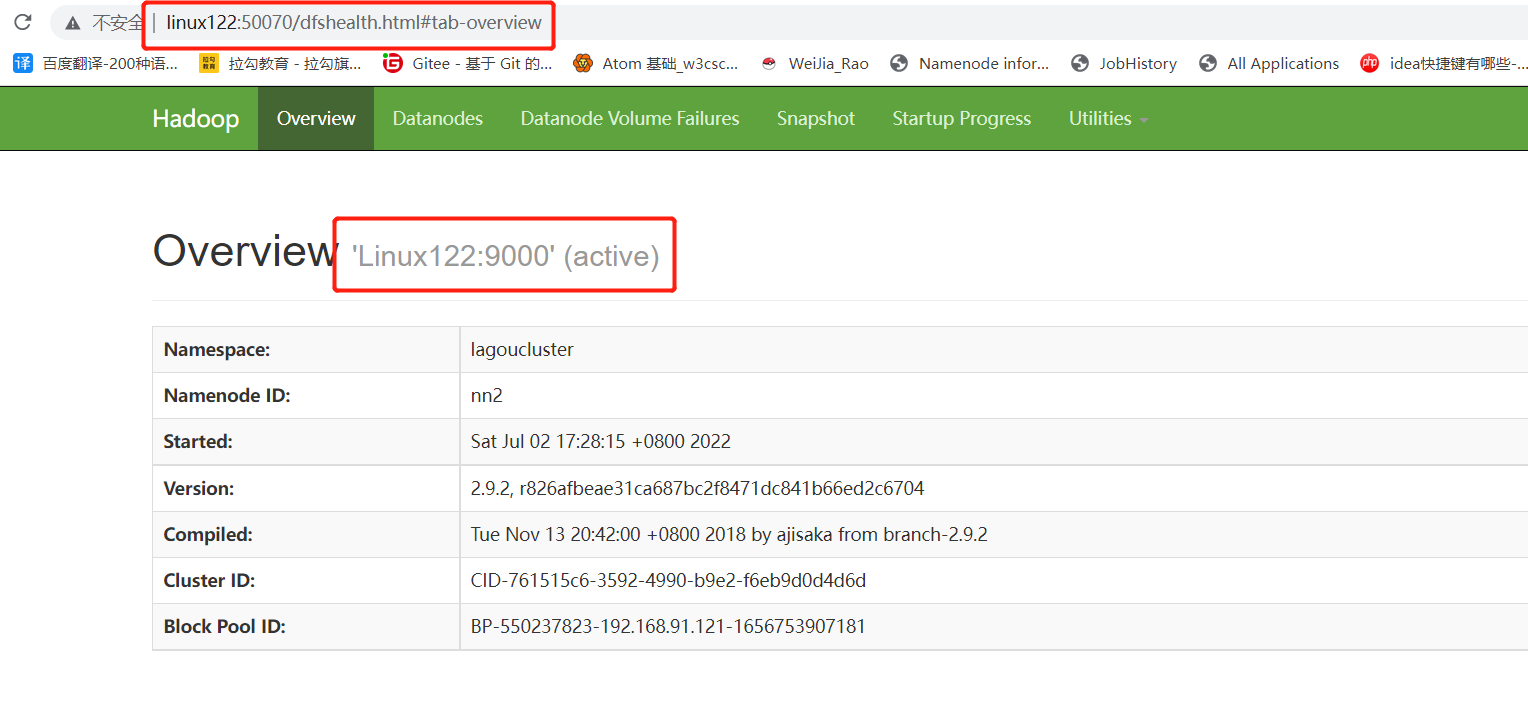 不安全 | linux122:50070/dfshealth.html#tab-overview
译 百度翻译-200种语... 拉勾教育 拉勾教育 - 拉勾旗... G Gitee - 基于 Git 的... Atom 基础_w3csc... WeiJia_Rao Namenode infor... JobHistory All Applications php idea快捷键有哪些-...
Hadoop Overview Datanodes Datanode Volume Failures Snapshot Startup Progress Utilities
Overview 'Linux122:9000' (active)
Namespace: lagoucluster
Namenode ID: nn2
Started: Sat Jul 02 17:28:15 +0800 2022
Version: 2.9.2, r826afbeae31ca687bc2f8471dc841b66ed2c6704
Compiled: Tue Nov 13 20:42:00 +0800 2018 by ajisaka from branch-2.9.2
Cluster ID: CID-761515c6-3592-4990-b9e2-f6eb9d0d4d6d
Block Pool ID: BP-550237823-192.168.91.121-1656753907181